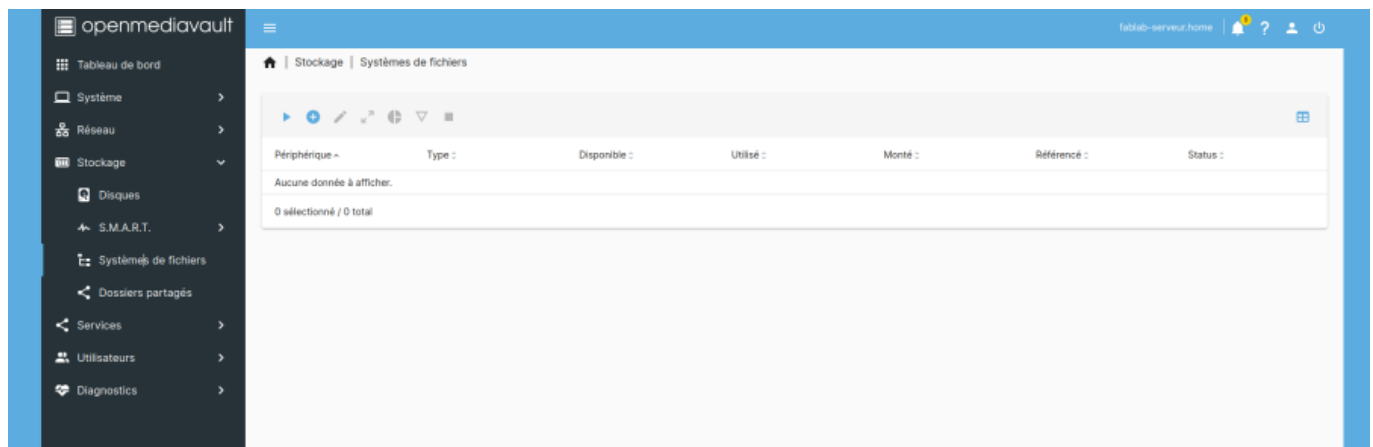 openmediavault
fablab-serveur.home
Tableau de bord
Stockage | Systèmes de fichiers
Système
Réseau
Stockage
Disques
S.M.A.R.T.
Systèmes de fichiers
Dossiers partagés
Services
Utilisateurs
Diagnostics
Périphérique Type Disponible Utilisé Monté Référencé Status
Aucune donnée à afficher.
0 sélectionné / 0 total